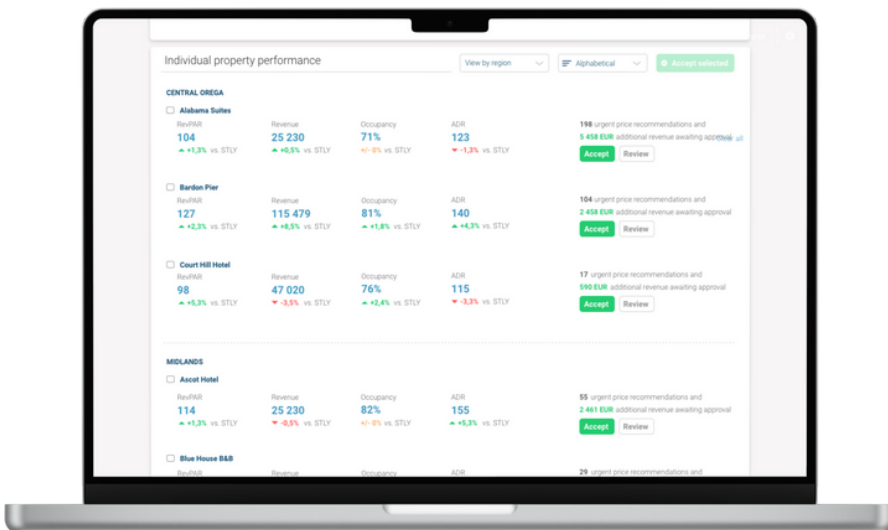 Individual property performance
View by region
Alphabetical
Accept selected
CENTRAL OREGA
Alabama Suites
RevPAR Revenue Occupancy ADR
104 25 230 71% 123
+1,3% vs. STLY +0,5% vs. STLY +/- 0% vs. STLY -1,3% vs. STLY
198 urgent price recommendations and
5 458 EUR additional revenue awaiting approval
Clear all
Accept Review
Bardon Pier
RevPAR Revenue Occupancy ADR
127 115 479 81% 140
+2,3% vs. STLY +8,5% vs. STLY +1,8% vs. STLY +4,3% vs. STLY
104 urgent price recommendations and
2 458 EUR additional revenue awaiting approval
Accept Review
Court Hill Hotel
RevPAR Revenue Occupancy ADR
98 47 020 76% 115
+5,3% vs. STLY -3,5% vs. STLY +2,4% vs. STLY -3,3% vs. STLY
17 urgent price recommendations and
590 EUR additional revenue awaiting approval
Accept Review
MIDLANDS
Ascot Hotel
RevPAR Revenue Occupancy ADR
114 25 230 82% 155
+1,3% vs. STLY -0,5% vs. STLY +/- 0% vs. STLY +5,3% vs. STLY
55 urgent price recommendations and
2 461 EUR additional revenue awaiting approval
Accept Review
Blue House B&B
RevPAR Revenue Occupancy ADR
29 urgent price recommendations and